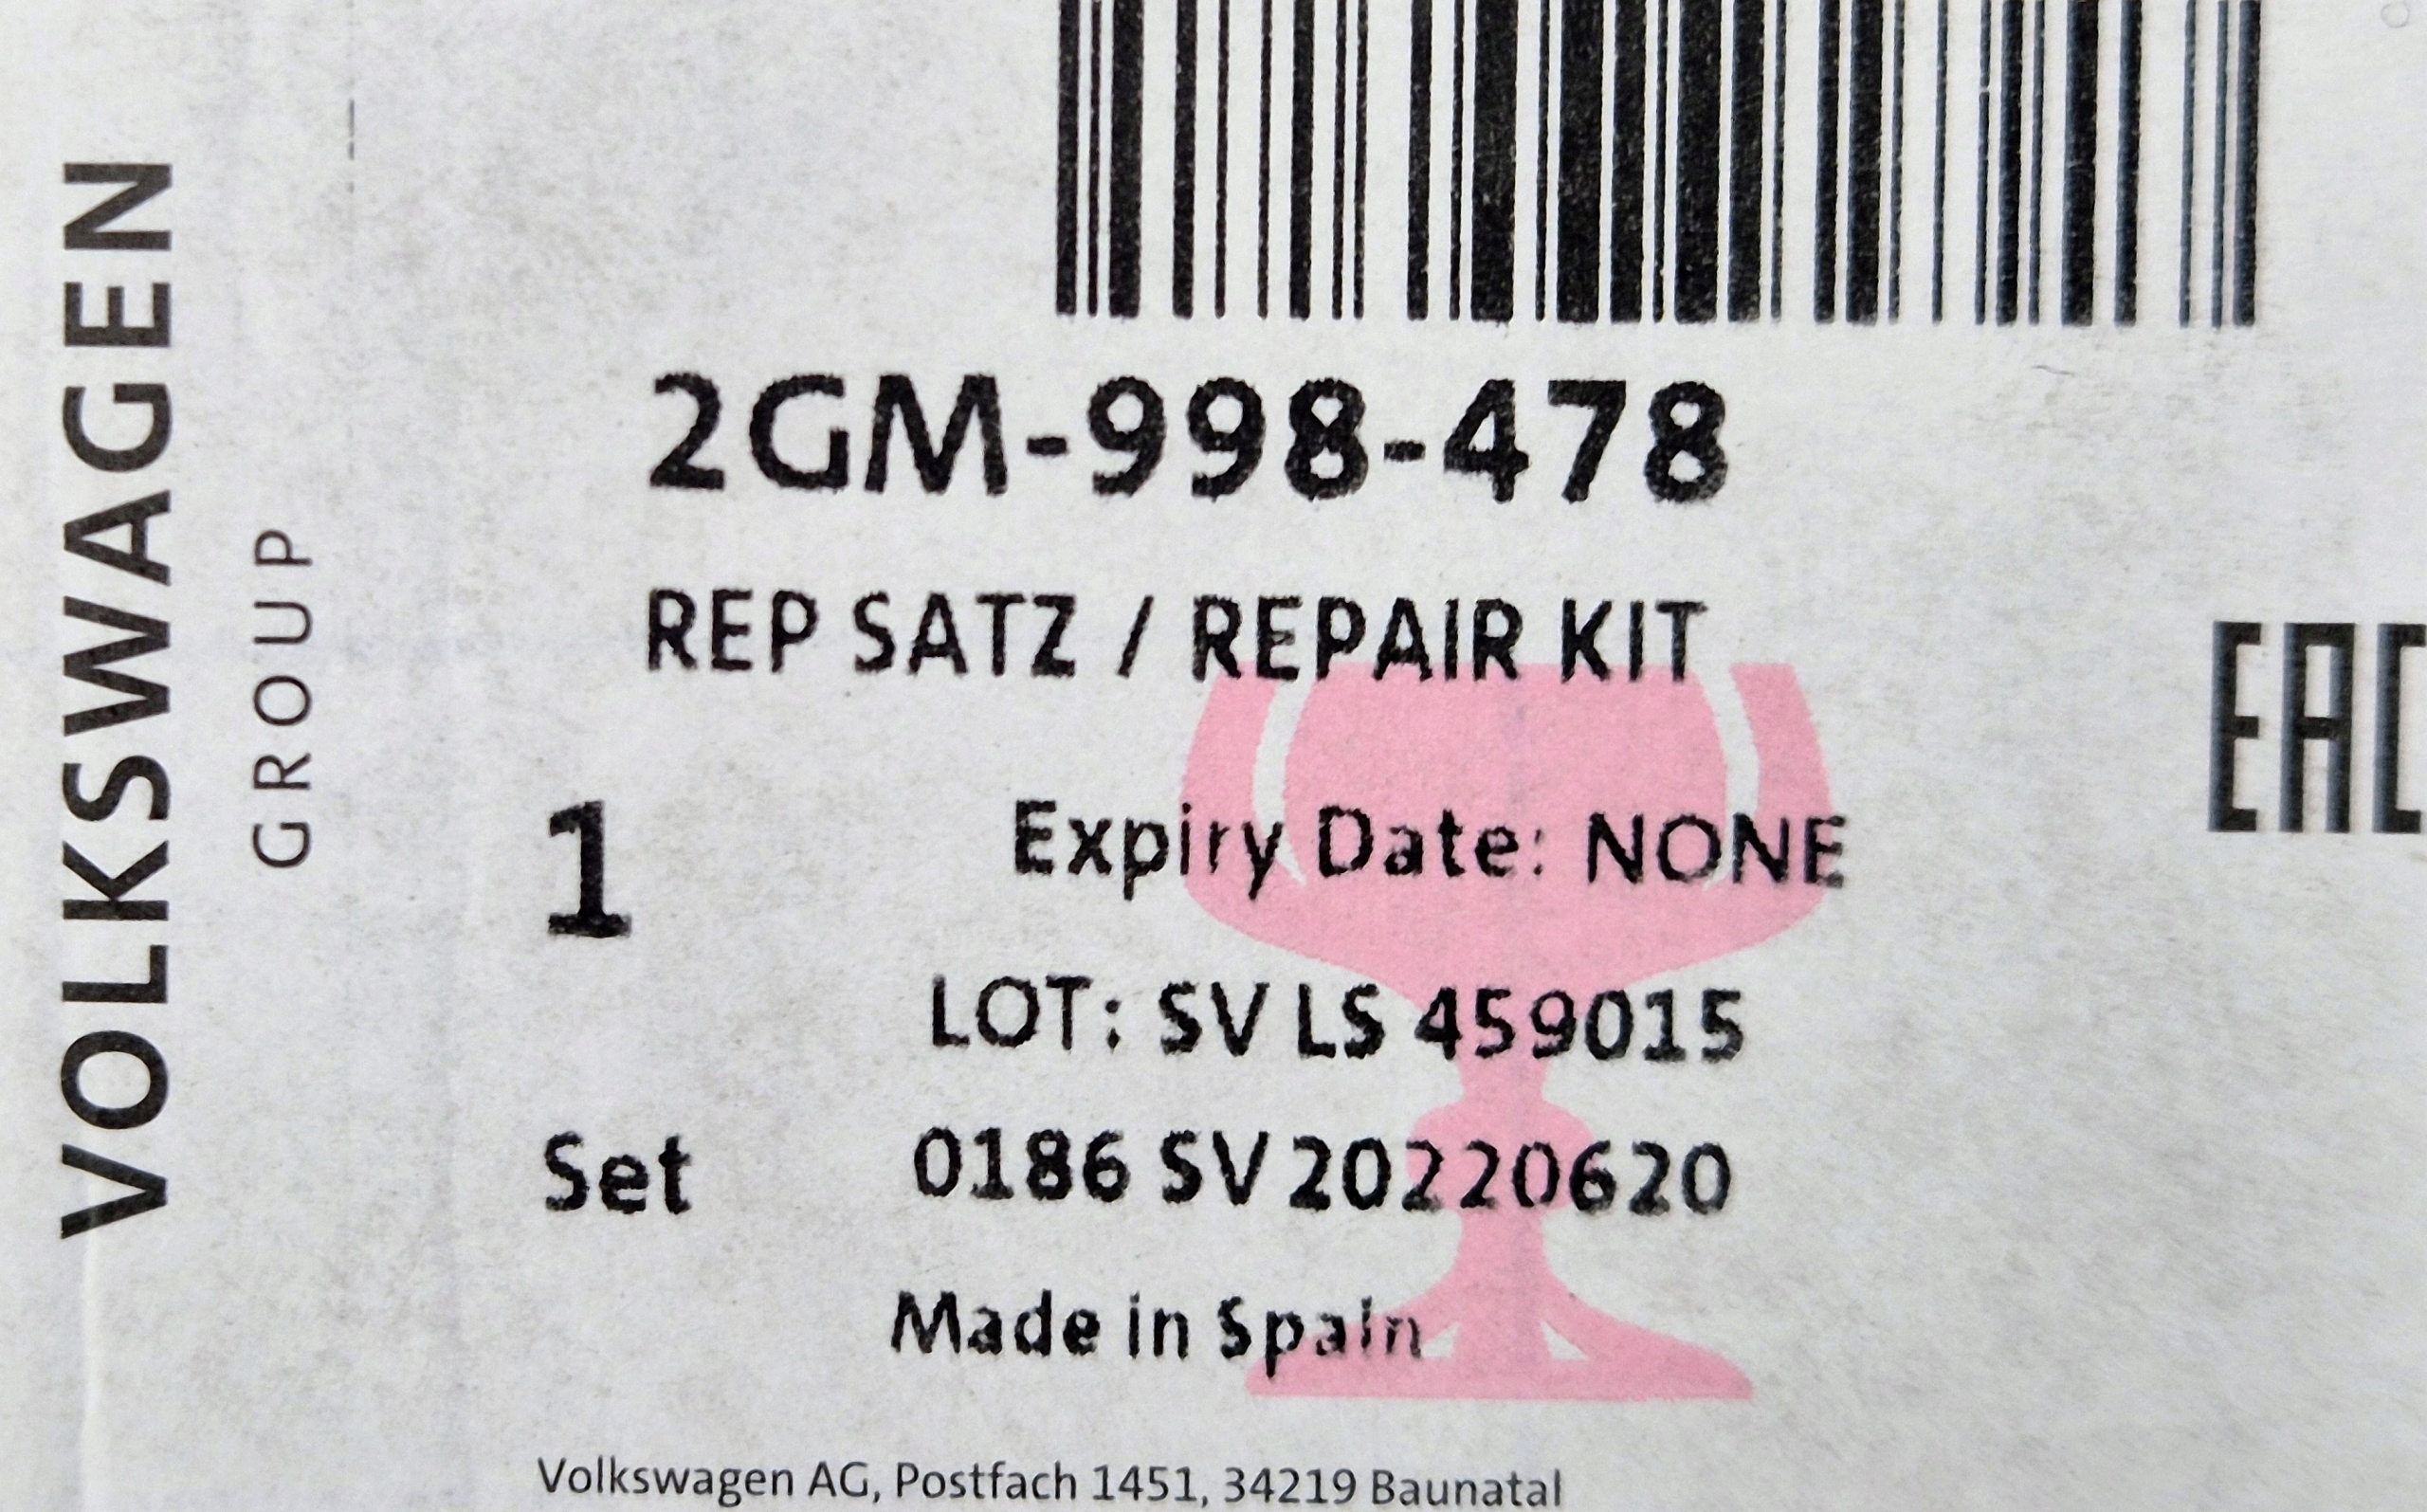 VOLKSWAGEN
GROUP
2GM-998-478
REP SATZ / REPAIR KIT
1
Expiry Date: NONE
LOT: SV LS 459015
Set
0186 SV 20220620
Made in Spain
Volkswagen AG, Postfach 1451, 34219 Baunatal
EAC